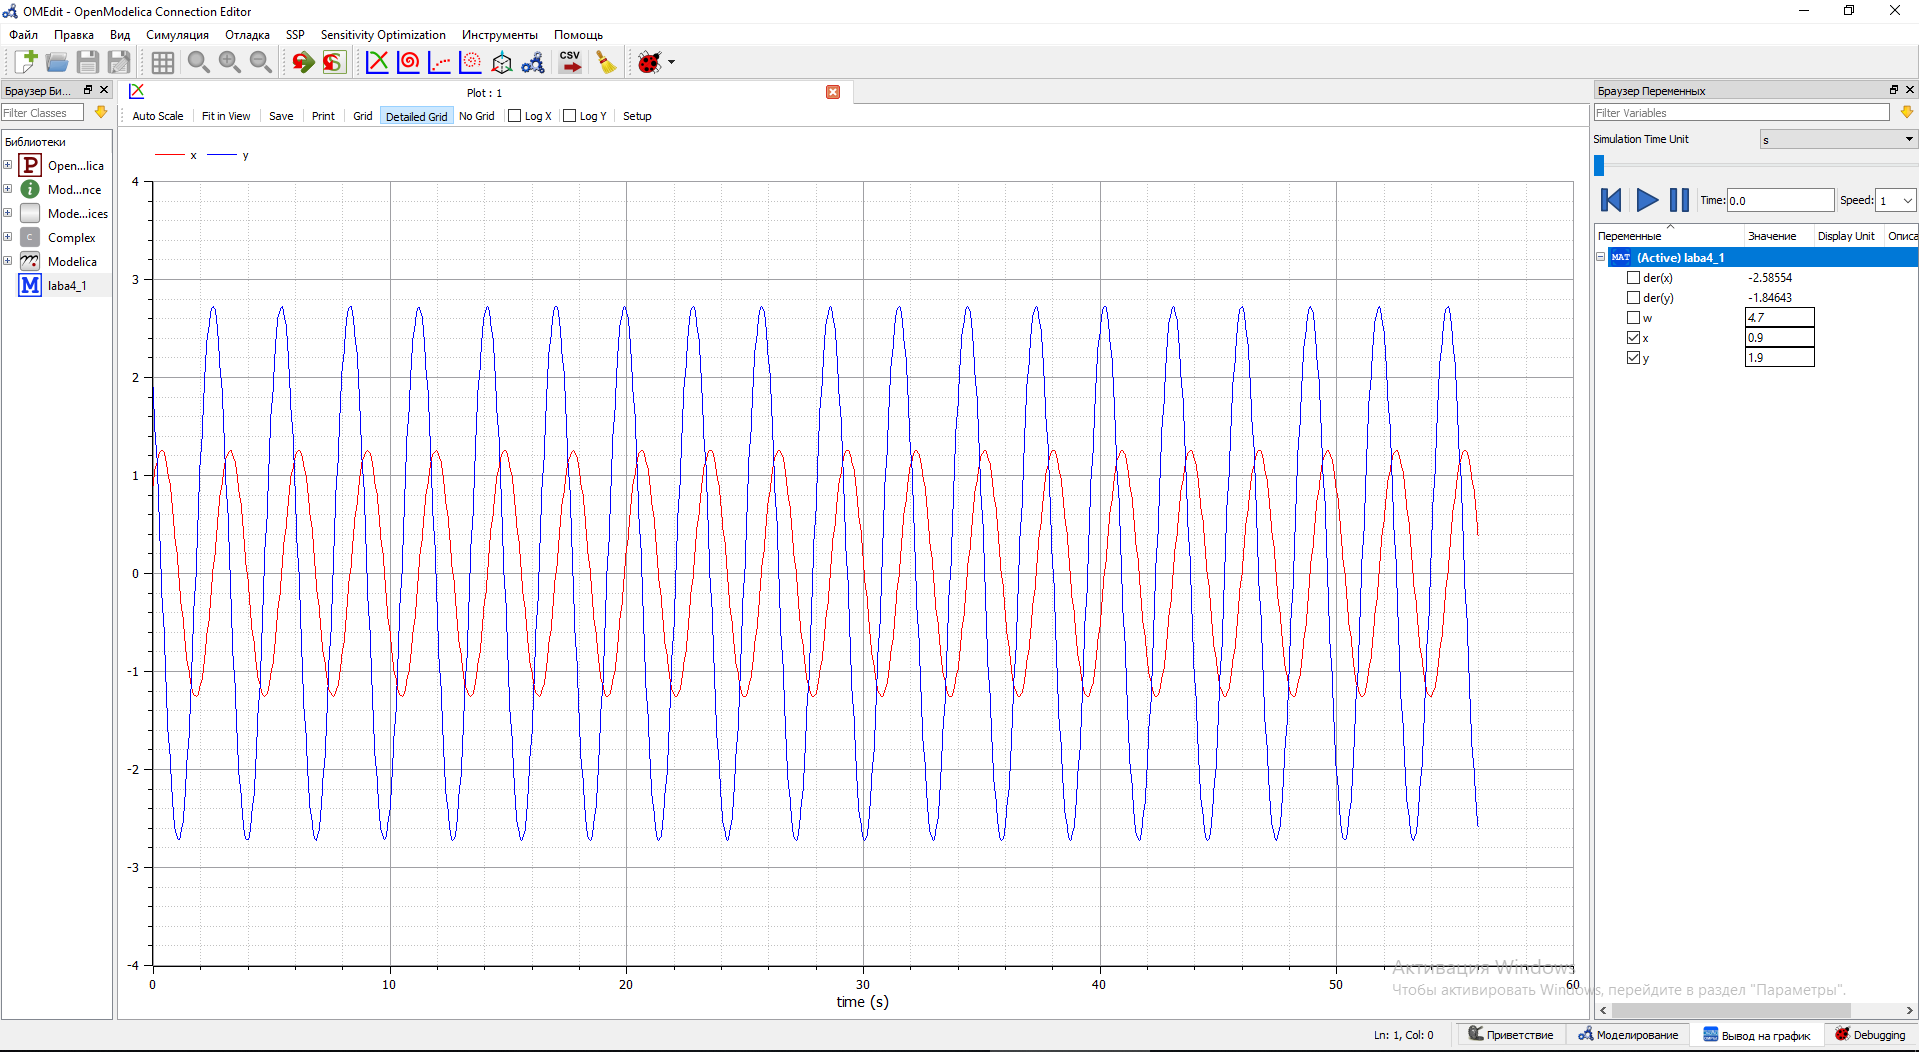 OMEdit - OpenModelica Connection Editor
Файл Правка Вид Симуляция Отладка SSP Sensitivity Optimization Инструменты Помощь
CSV
Браузер Би...
Filter Classes
Библиотеки
P Open...lica
i Mod...nce
Mode...ices
C Complex
Modelica
M laba4_1
Plot : 1
Auto Scale Fit in View Save Print Grid Detailed Grid No Grid Log X Log Y Setup
x y
4
3
2
1
0
-1
-2
-3
-4
0 10 20 30 40 50 60
time (s)
Браузер Переменных
Filter Variables
Simulation Time Unit s
Time: 0.0 Speed: 1
Переменные Значение Display Unit Описа
MAT (Active) laba4_1
der(x) -2.58554
der(y) -1.84643
w 4.7
x 0.9
y 1.9
Активация Windows
Чтобы активировать Windows, перейдите в раздел "Параметры".
Ln: 1, Col: 0 Приветствие Моделирование Вывод на график Debugging